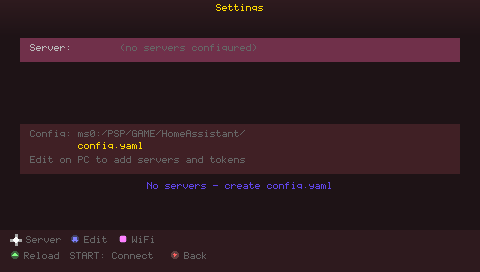 Settings
Server: (no servers configured)
Config: ms0:/PSP/GAME/HomeAssistant/
config.yaml
Edit on PC to add servers and tokens
No servers - create config.yaml
Server Edit WiFi
Reload START: Connect Back